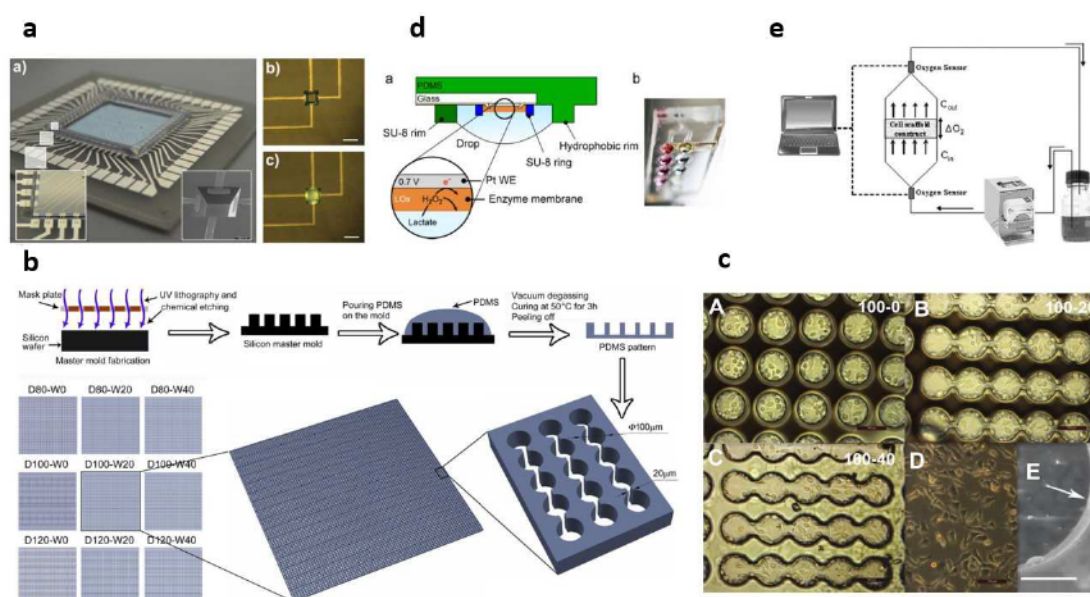 a
a)
b)
c)
d
a
PDMS
Glass
SU-8 rim
Drop
Hydrophobic rim
SU-8 ring
0.7 V
e⁻
Pt WE
LOx
H₂O₂
Enzyme membrane
Lactate
b
e
Oxygen Sensor
Cout
Cell scaffold
construct
ΔO₂
Cin
Oxygen Sensor
b
Mask plate
UV lithography and
chemical etching
Silicon
wafer
Master mold fabrication
Pouring PDMS
on the mold
Silicon master mold
PDMS
Vacuum degassing
Curing at 50°C for 3h
Peeling off
PDMS pattern
D80-W0 D80-W20 D80-W40
D100-W0 D100-W20 D100-W40
D120-W0 D120-W20 D120-W40
Φ100μm
20μm
c
A 100-0
B 100-2
C 100-40
D
E